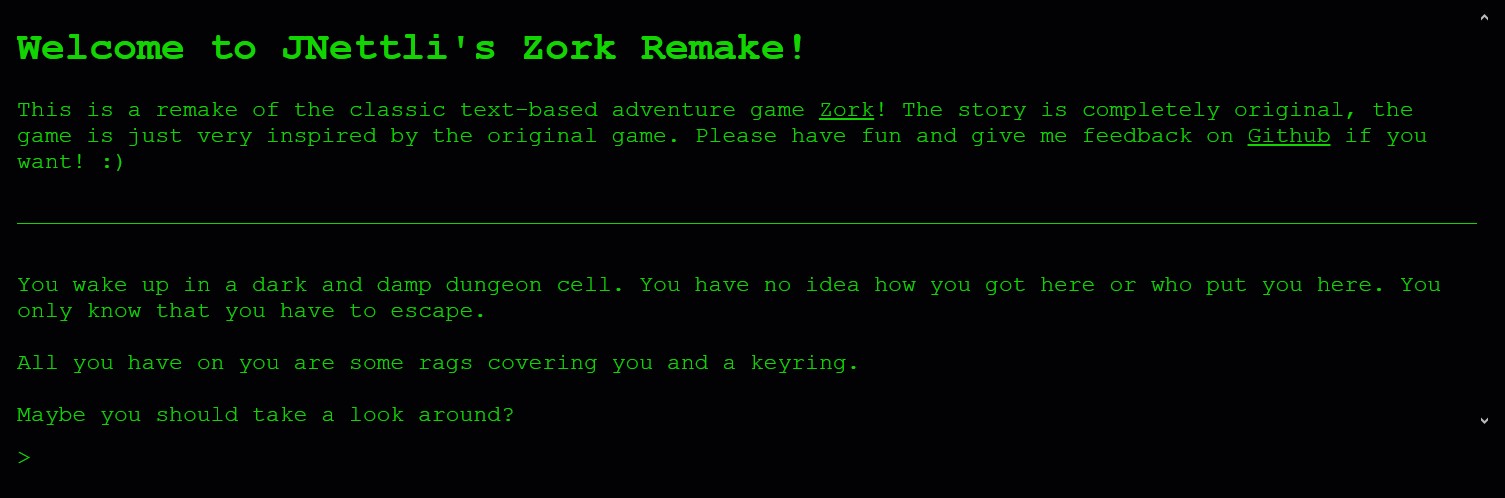 Welcome to JNettli's Zork Remake!
This is a remake of the classic text-based adventure game Zork! The story is completely original, the
game is just very inspired by the original game. Please have fun and give me feedback on Github if you
want! :)
You wake up in a dark and damp dungeon cell. You have no idea how you got here or who put you here. You
only know that you have to escape.
All you have on you are some rags covering you and a keyring.
Maybe you should take a look around?
>